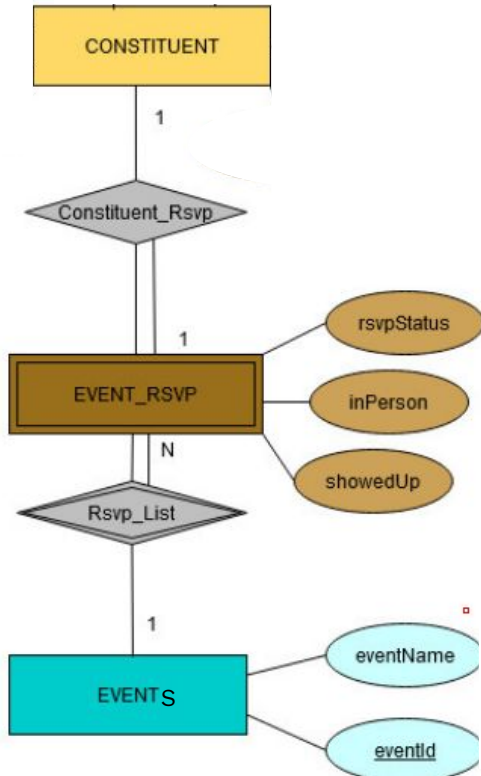 CONSTITUENT
1
Constituent_Rsvp
1
rsvpStatus
EVENT_RSVP
inPerson
N
showedUp
Rsvp_List
1
eventName
EVENTS
eventId